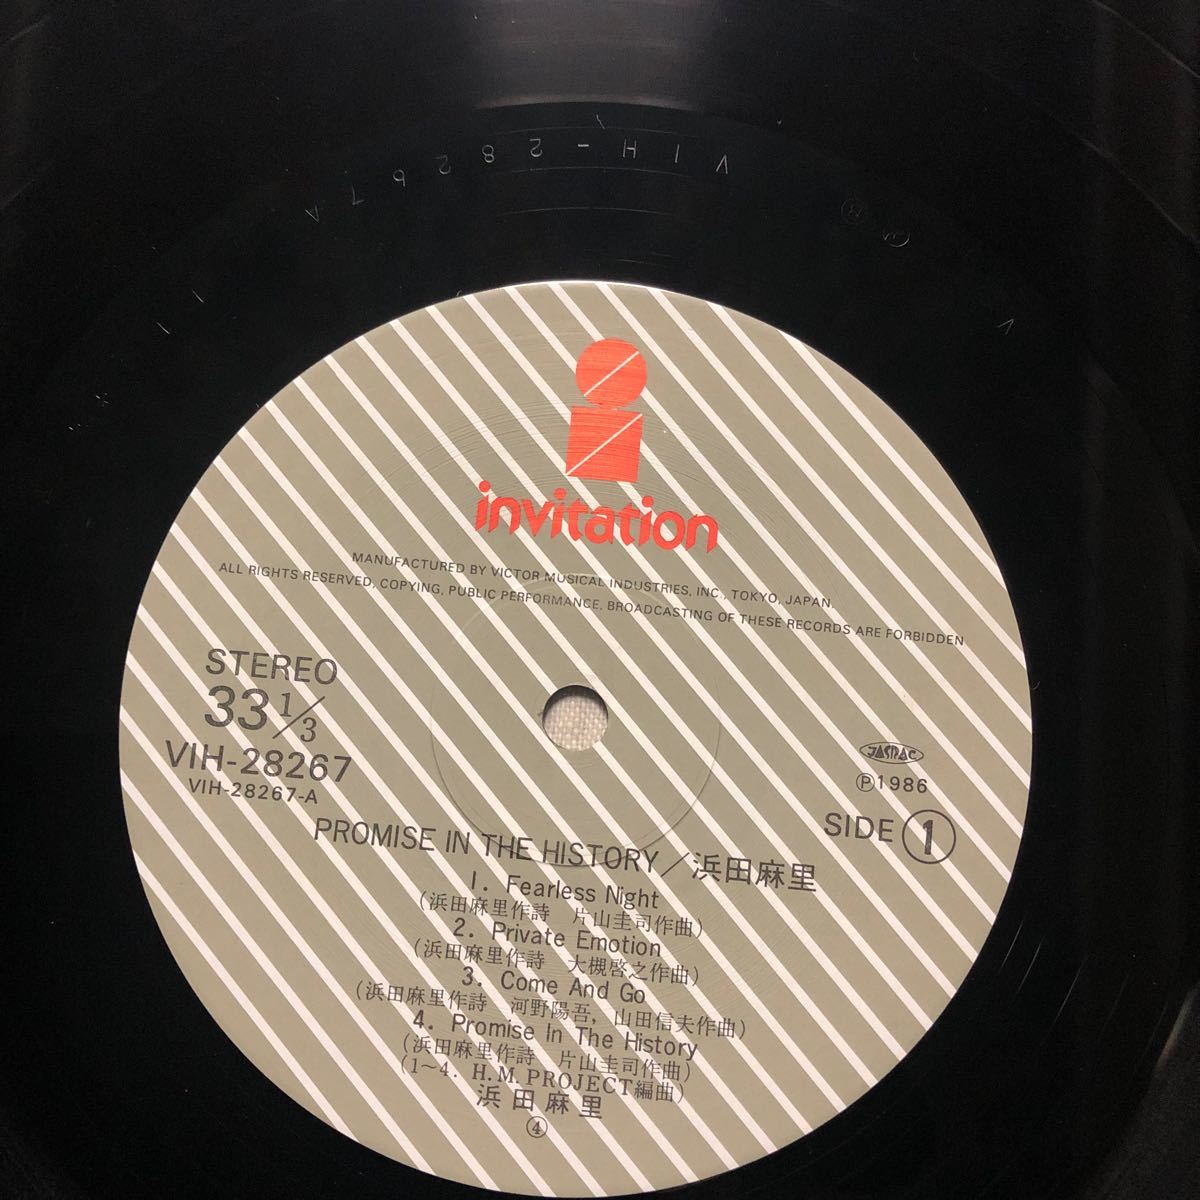 VIH-28267A
invitation
MANUFACTURED BY VICTOR MUSICAL INDUSTRIES, INC., TOKYO, JAPAN.
ALL RIGHTS RESERVED, COPYING, PUBLIC PERFORMANCE, BROADCASTING OF THESE RECORDS ARE FORBIDDEN
STEREO
33 1/3
VIH-28267
VIH-28267-A
JASRAC
Ⓟ1986
SIDE ①
PROMISE IN THE HISTORY／浜田麻里
1. Fearless Night
(浜田麻里作詩 片山圭司作曲)
2. Private Emotion
(浜田麻里作詩 大槻啓之作曲)
3. Come And Go
(浜田麻里作詩 河野陽吾, 山田信夫作曲)
4. Promise In The History
(浜田麻里作詩 片山圭司作曲)
(1〜4. H.M. PROJECT編曲)
浜田麻里
④